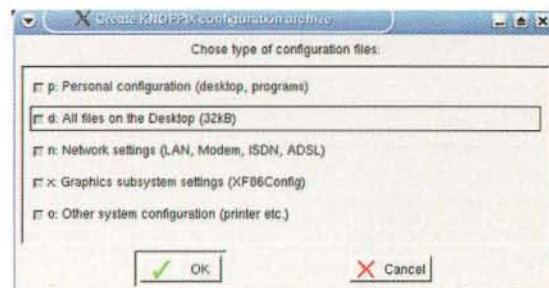 Create KNOPPIX configuration archive
Chose type of configuration files:
p: Personal configuration (desktop, programs)
d: All files on the Desktop (32kB)
n: Network settings (LAN, Modem, ISDN, ADSL)
x: Graphics subsystem settings (XF86Config)
o: Other system configuration (printer etc.)
OK
Cancel